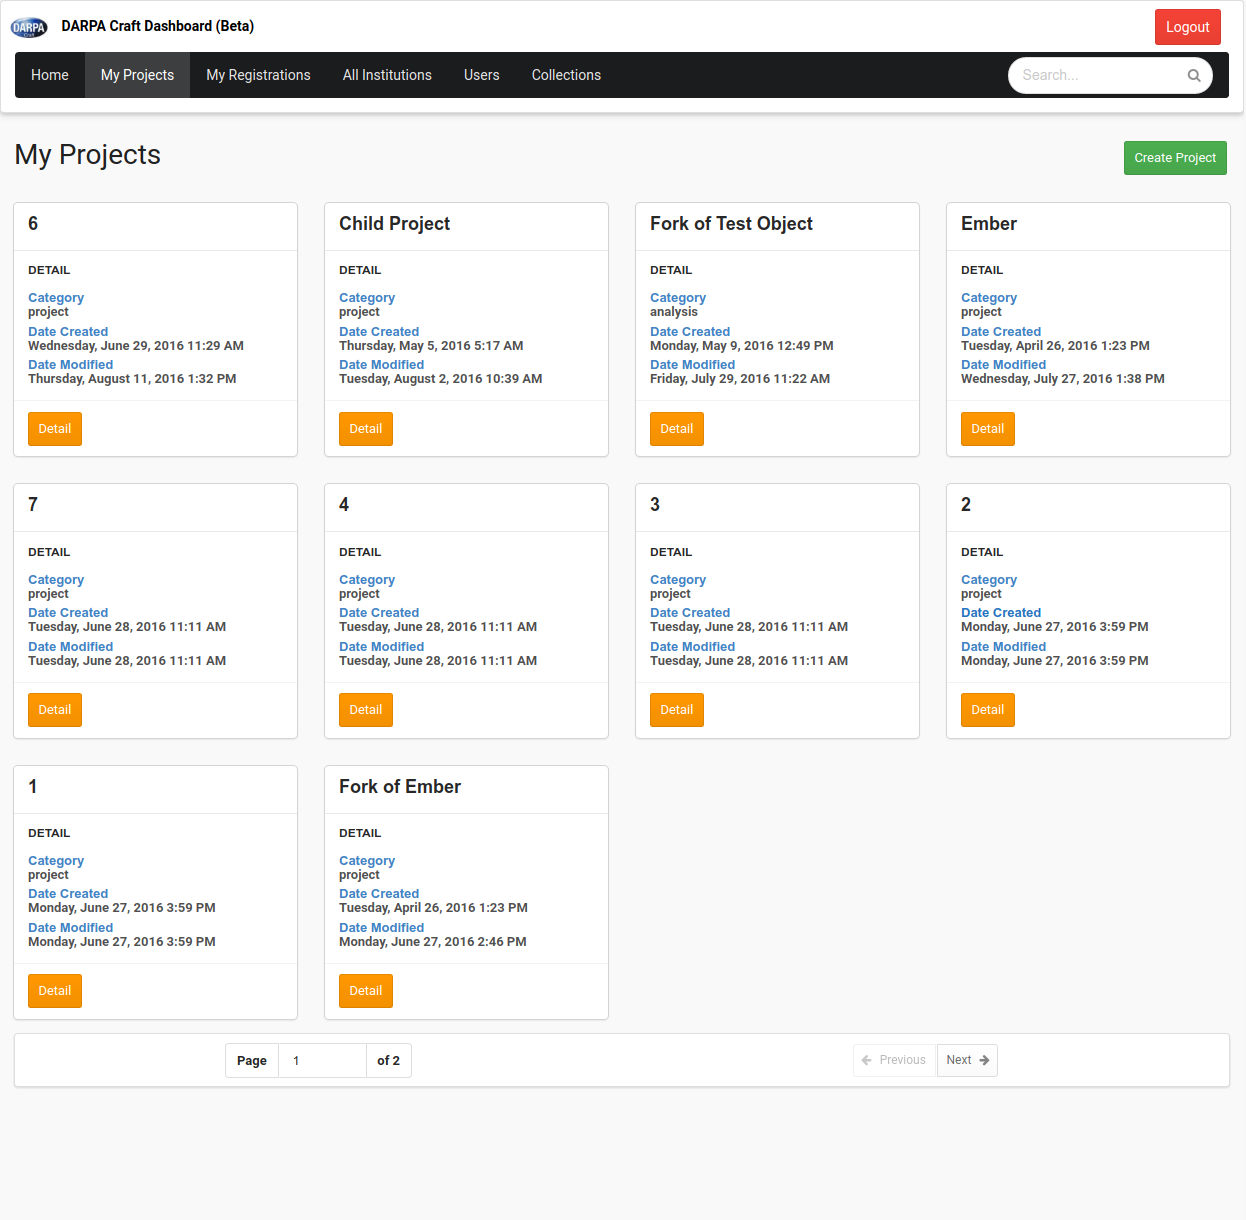 DARPA
DARPA Craft Dashboard (Beta)
Logout
Home
My Projects
My Registrations
All Institutions
Users
Collections
Search...
My Projects
Create Project
6
DETAIL
Category
project
Date Created
Wednesday, June 29, 2016 11:29 AM
Date Modified
Thursday, August 11, 2016 1:32 PM
Detail
Child Project
DETAIL
Category
project
Date Created
Thursday, May 5, 2016 5:17 AM
Date Modified
Tuesday, August 2, 2016 10:39 AM
Detail
Fork of Test Object
DETAIL
Category
analysis
Date Created
Monday, May 9, 2016 12:49 PM
Date Modified
Friday, July 29, 2016 11:22 AM
Detail
Ember
DETAIL
Category
project
Date Created
Tuesday, April 26, 2016 1:23 PM
Date Modified
Wednesday, July 27, 2016 1:38 PM
Detail
7
DETAIL
Category
project
Date Created
Tuesday, June 28, 2016 11:11 AM
Date Modified
Tuesday, June 28, 2016 11:11 AM
Detail
4
DETAIL
Category
project
Date Created
Tuesday, June 28, 2016 11:11 AM
Date Modified
Tuesday, June 28, 2016 11:11 AM
Detail
3
DETAIL
Category
project
Date Created
Tuesday, June 28, 2016 11:11 AM
Date Modified
Tuesday, June 28, 2016 11:11 AM
Detail
2
DETAIL
Category
project
Date Created
Monday, June 27, 2016 3:59 PM
Date Modified
Monday, June 27, 2016 3:59 PM
Detail
1
DETAIL
Category
project
Date Created
Monday, June 27, 2016 3:59 PM
Date Modified
Monday, June 27, 2016 3:59 PM
Detail
Fork of Ember
DETAIL
Category
project
Date Created
Tuesday, April 26, 2016 1:23 PM
Date Modified
Monday, June 27, 2016 2:46 PM
Detail
Page 1 of 2
Previous
Next